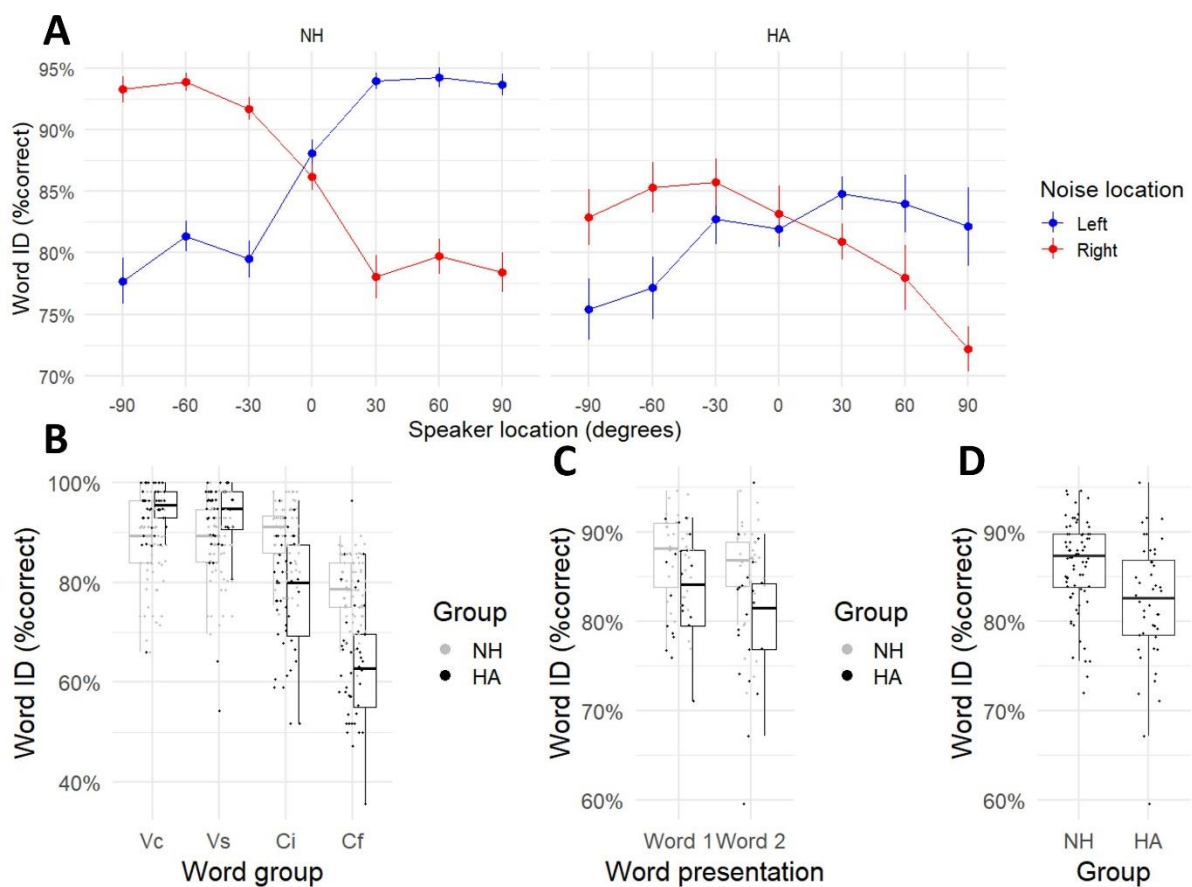 A
NH
HA
Word ID (%correct)
95%
90%
85%
80%
75%
70%
-90 -60 -30 0 30 60 90
-90 -60 -30 0 30 60 90
Speaker location (degrees)
Noise location
Left
Right
B
Word ID (%correct)
100%
80%
60%
40%
Vc Vs Ci Cf
Word group
Group
NH
HA
C
Word ID (%correct)
90%
80%
70%
60%
Word 1 Word 2
Word presentation
Group
NH
HA
D
Word ID (%correct)
90%
80%
70%
60%
NH HA
Group